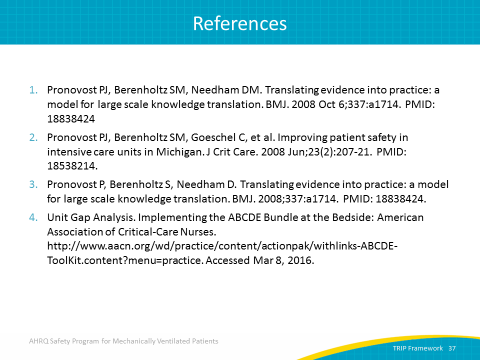 References
1. Pronovost PJ, Berenholtz SM, Needham DM. Translating evidence into practice: a
model for large scale knowledge translation. BMJ. 2008 Oct 6;337:a1714. PMID:
18838424
2. Pronovost PJ, Berenholtz SM, Goeschel C, et al. Improving patient safety in
intensive care units in Michigan. J Crit Care. 2008 Jun;23(2):207-21. PMID:
18538214.
3. Pronovost P, Berenholtz S, Needham D. Translating evidence into practice: a model
for large scale knowledge translation. BMJ. 2008;337:a1714. PMID: 18838424.
4. Unit Gap Analysis. Implementing the ABCDE Bundle at the Bedside: American
Association of Critical-Care Nurses.
http://www.aacn.org/wd/practice/content/actionpak/withlinks-ABCDE-
ToolKit.content?menu=practice. Accessed Mar 8, 2016.
AHRQ Safety Program for Mechanically Ventilated Patients
TRIP Framework 37